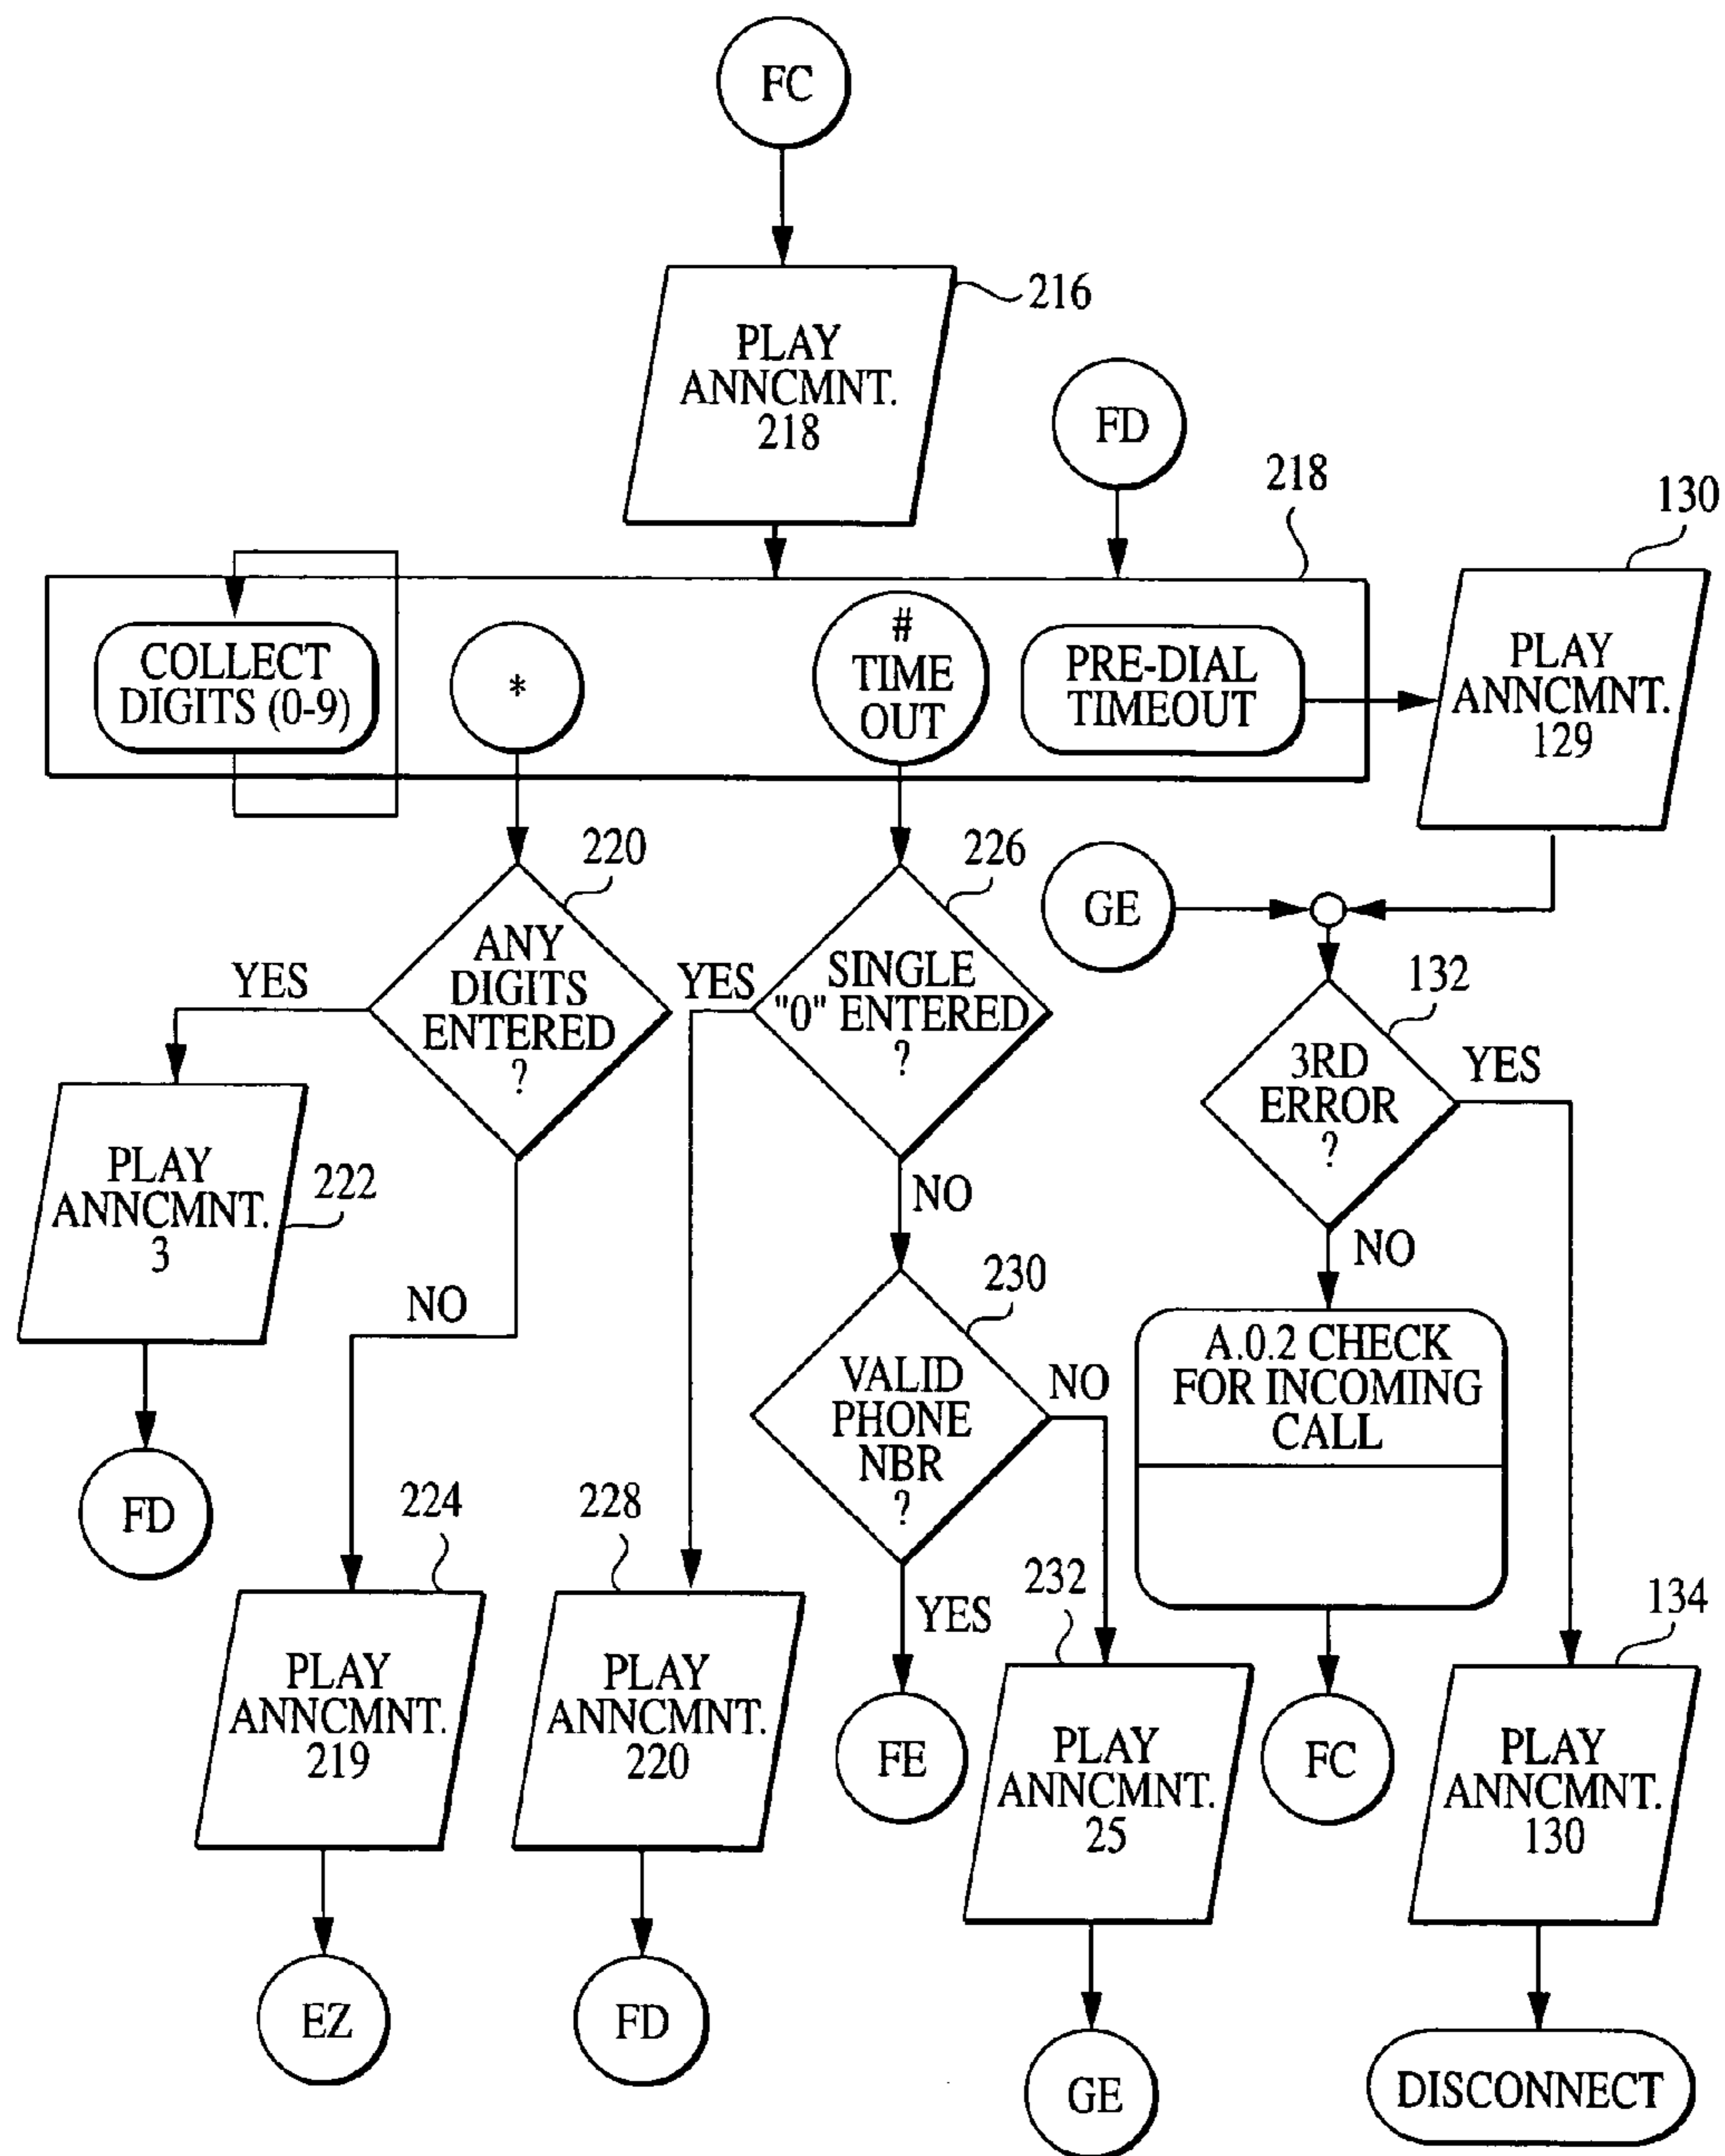 FC
216
PLAY
ANNCMNT.
218
FD
218
130
COLLECT
DIGITS (0-9)
*
#
TIME
OUT
PRE-DIAL
TIMEOUT
PLAY
ANNCMNT.
129
220
226
GE
ANY
DIGITS
ENTERED
?
YES
SINGLE
"0" ENTERED
?
YES
132
3RD
ERROR
?
YES
PLAY
ANNCMNT.
3
222
NO
NO
NO
230
VALID
PHONE
NBR
?
NO
A.0.2 CHECK
FOR INCOMING
CALL
FD
224
228
YES
232
134
PLAY
ANNCMNT.
219
PLAY
ANNCMNT.
220
FE
PLAY
ANNCMNT.
25
FC
PLAY
ANNCMNT.
130
EZ
FD
GE
DISCONNECT